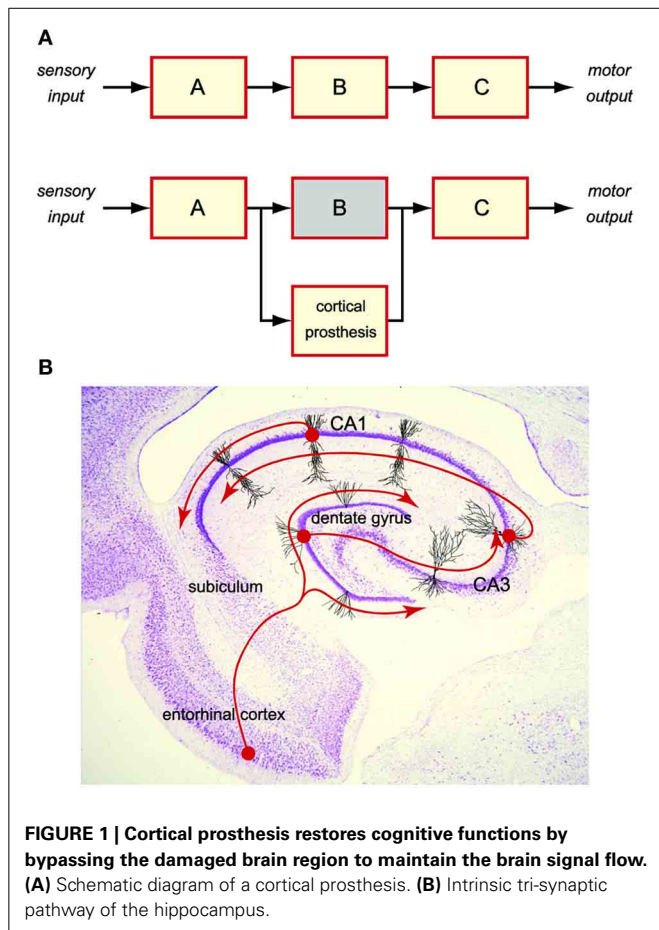 A
sensory input
A
B
C
motor output
sensory input
A
B
C
motor output
cortical prosthesis
B
CA1
dentate gyrus
CA3
subiculum
entorhinal cortex
FIGURE 1 | Cortical prosthesis restores cognitive functions by
bypassing the damaged brain region to maintain the brain signal flow.
(A) Schematic diagram of a cortical prosthesis. (B) Intrinsic tri-synaptic
pathway of the hippocampus.